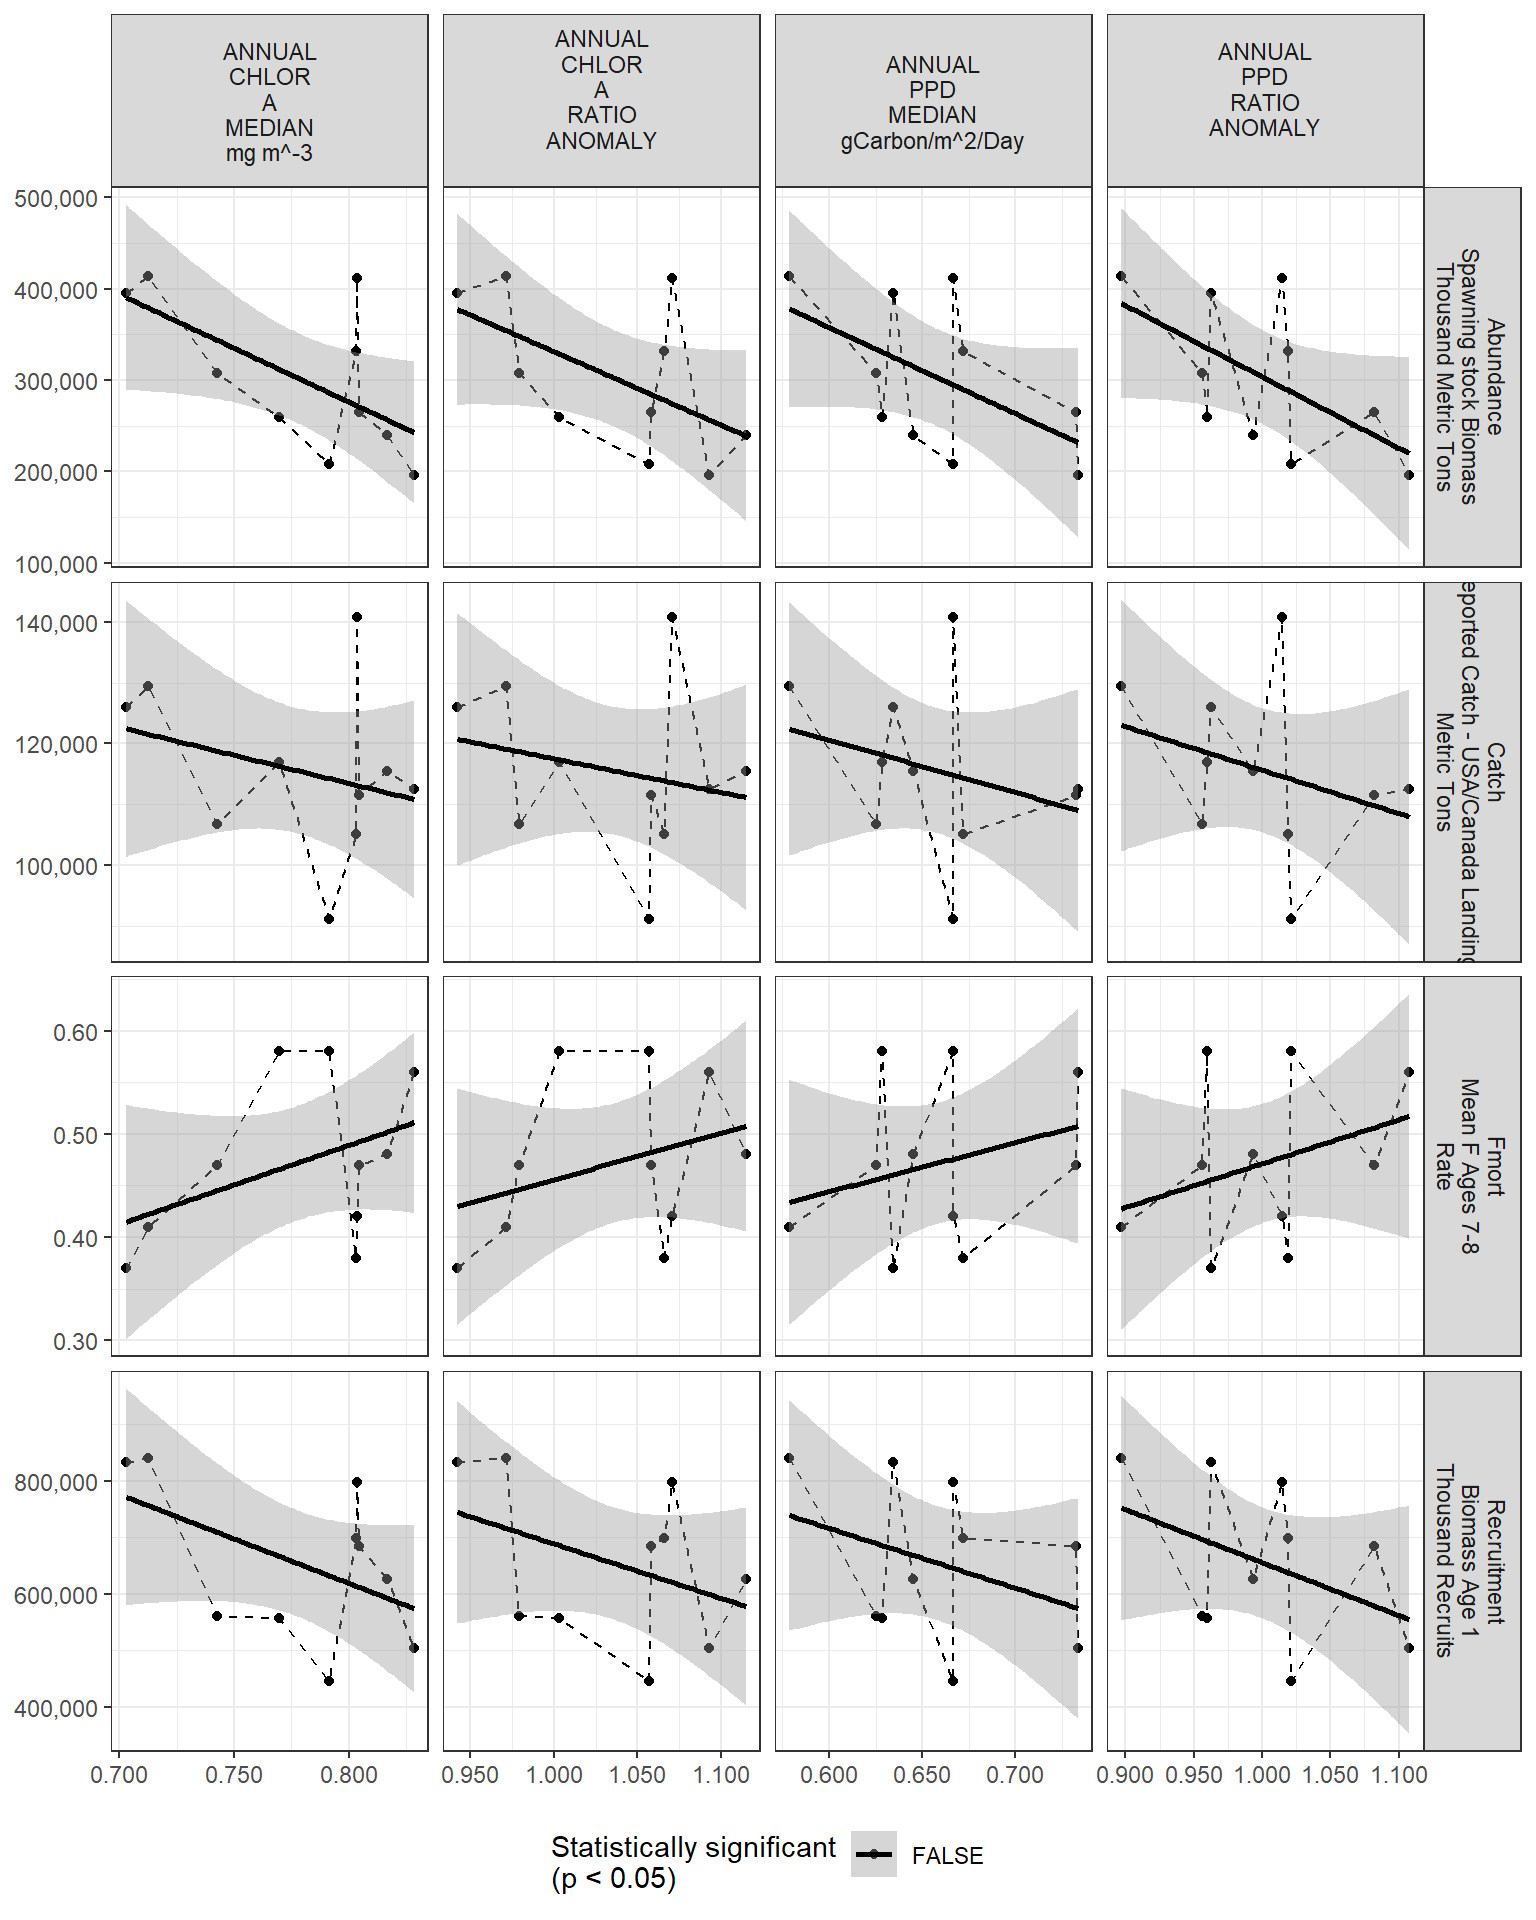 ANNUAL
CHLOR
A
MEDIAN
mg m^-3
ANNUAL
CHLOR
A
RATIO
ANOMALY
ANNUAL
PPD
MEDIAN
gCarbon/m^2/Day
ANNUAL
PPD
RATIO
ANOMALY
500,000
400,000
300,000
200,000
100,000
Abundance
Spawning stock Biomass
Thousand Metric Tons
140,000
120,000
100,000
Catch
eported Catch - USA/Canada Landing
Metric Tons
0.60
0.50
0.40
0.30
Fmort
Mean F Ages 7-8
Rate
800,000
600,000
400,000
Recruitment
Biomass Age 1
Thousand Recruits
0.700 0.750 0.800
0.950 1.000 1.050 1.100
0.600 0.650 0.700
0.900 0.950 1.000 1.050 1.100
Statistically significant
(p < 0.05)
FALSE